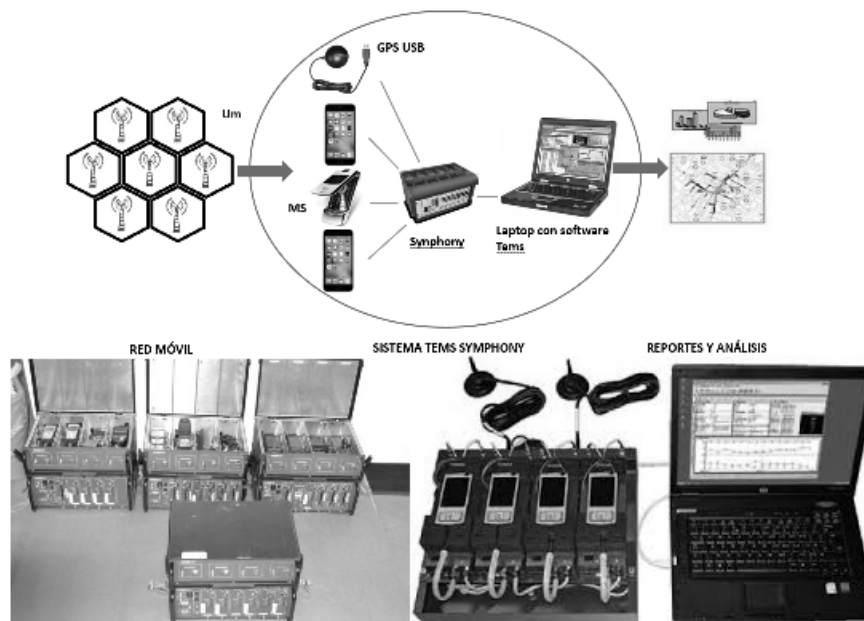 GPS USB
Um
MS
Synphony
Laptop con software
Tems
RED MÓVIL
SISTEMA TEMS SYMPHONY
REPORTES Y ANÁLISIS